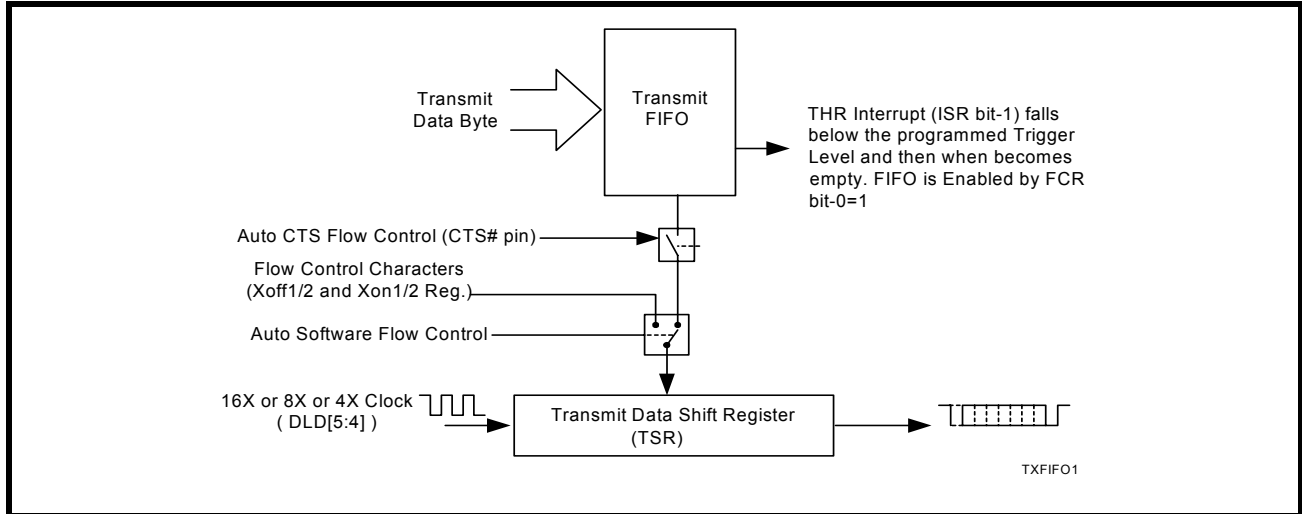 Transmit
Data Byte
Transmit
FIFO
THR Interrupt (ISR bit-1) falls
below the programmed Trigger
Level and then when becomes
empty. FIFO is Enabled by FCR
bit-0=1
Auto CTS Flow Control (CTS# pin)
Flow Control Characters
(Xoff1/2 and Xon1/2 Reg.)
Auto Software Flow Control
16X or 8X or 4X Clock
( DLD[5:4] )
Transmit Data Shift Register
(TSR)
TXFIFO1